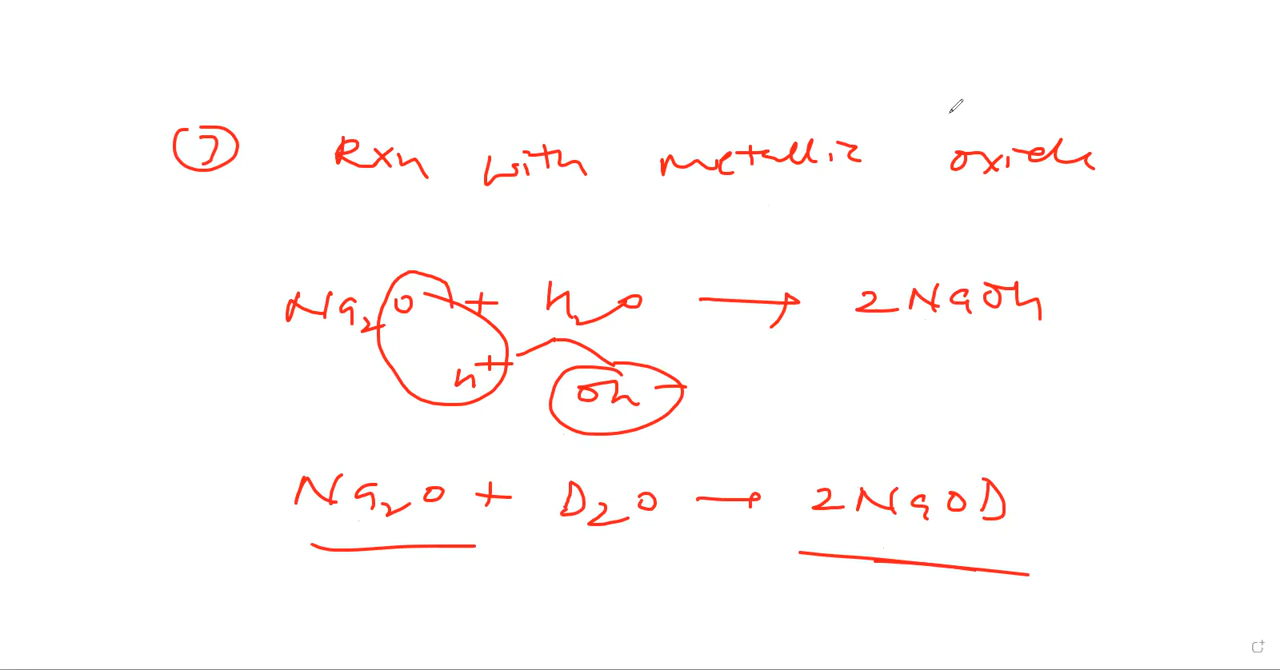 (7) Rxn with metallic oxide
Na₂O + H₂O → 2NaOH
H⁺ OH⁻
Na₂O + D₂O → 2NaOD